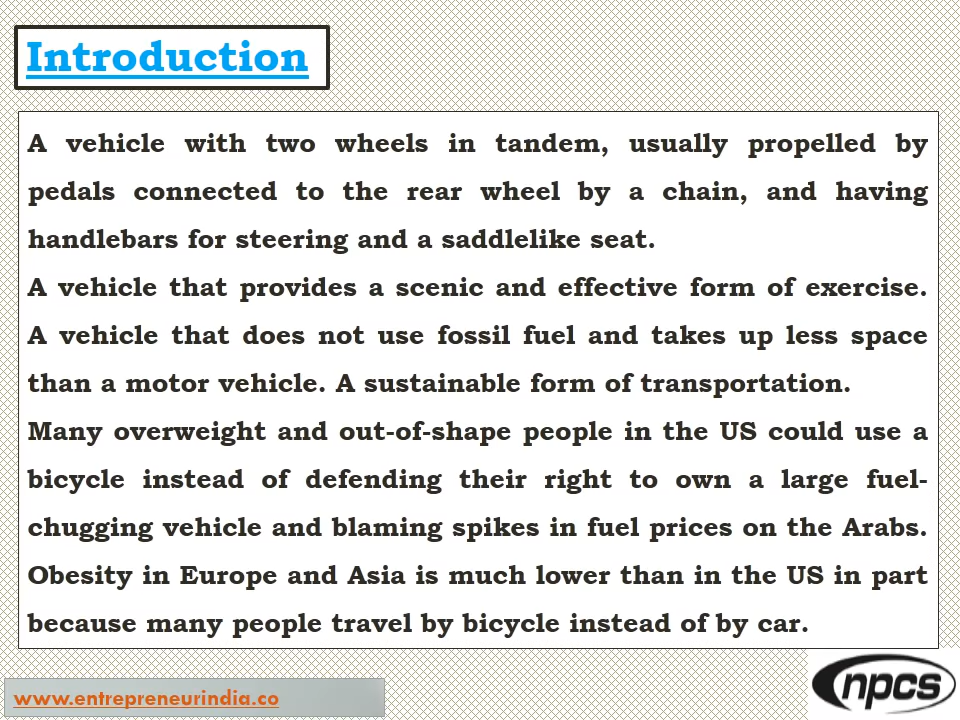 Introduction
A vehicle with two wheels in tandem, usually propelled by
pedals connected to the rear wheel by a chain, and having
handlebars for steering and a saddlelike seat.
A vehicle that provides a scenic and effective form of exercise.
A vehicle that does not use fossil fuel and takes up less space
than a motor vehicle. A sustainable form of transportation.
Many overweight and out-of-shape people in the US could use a
bicycle instead of defending their right to own a large fuel-
chugging vehicle and blaming spikes in fuel prices on the Arabs.
Obesity in Europe and Asia is much lower than in the US in part
because many people travel by bicycle instead of by car.
www.entrepreneurindia.co
npcs